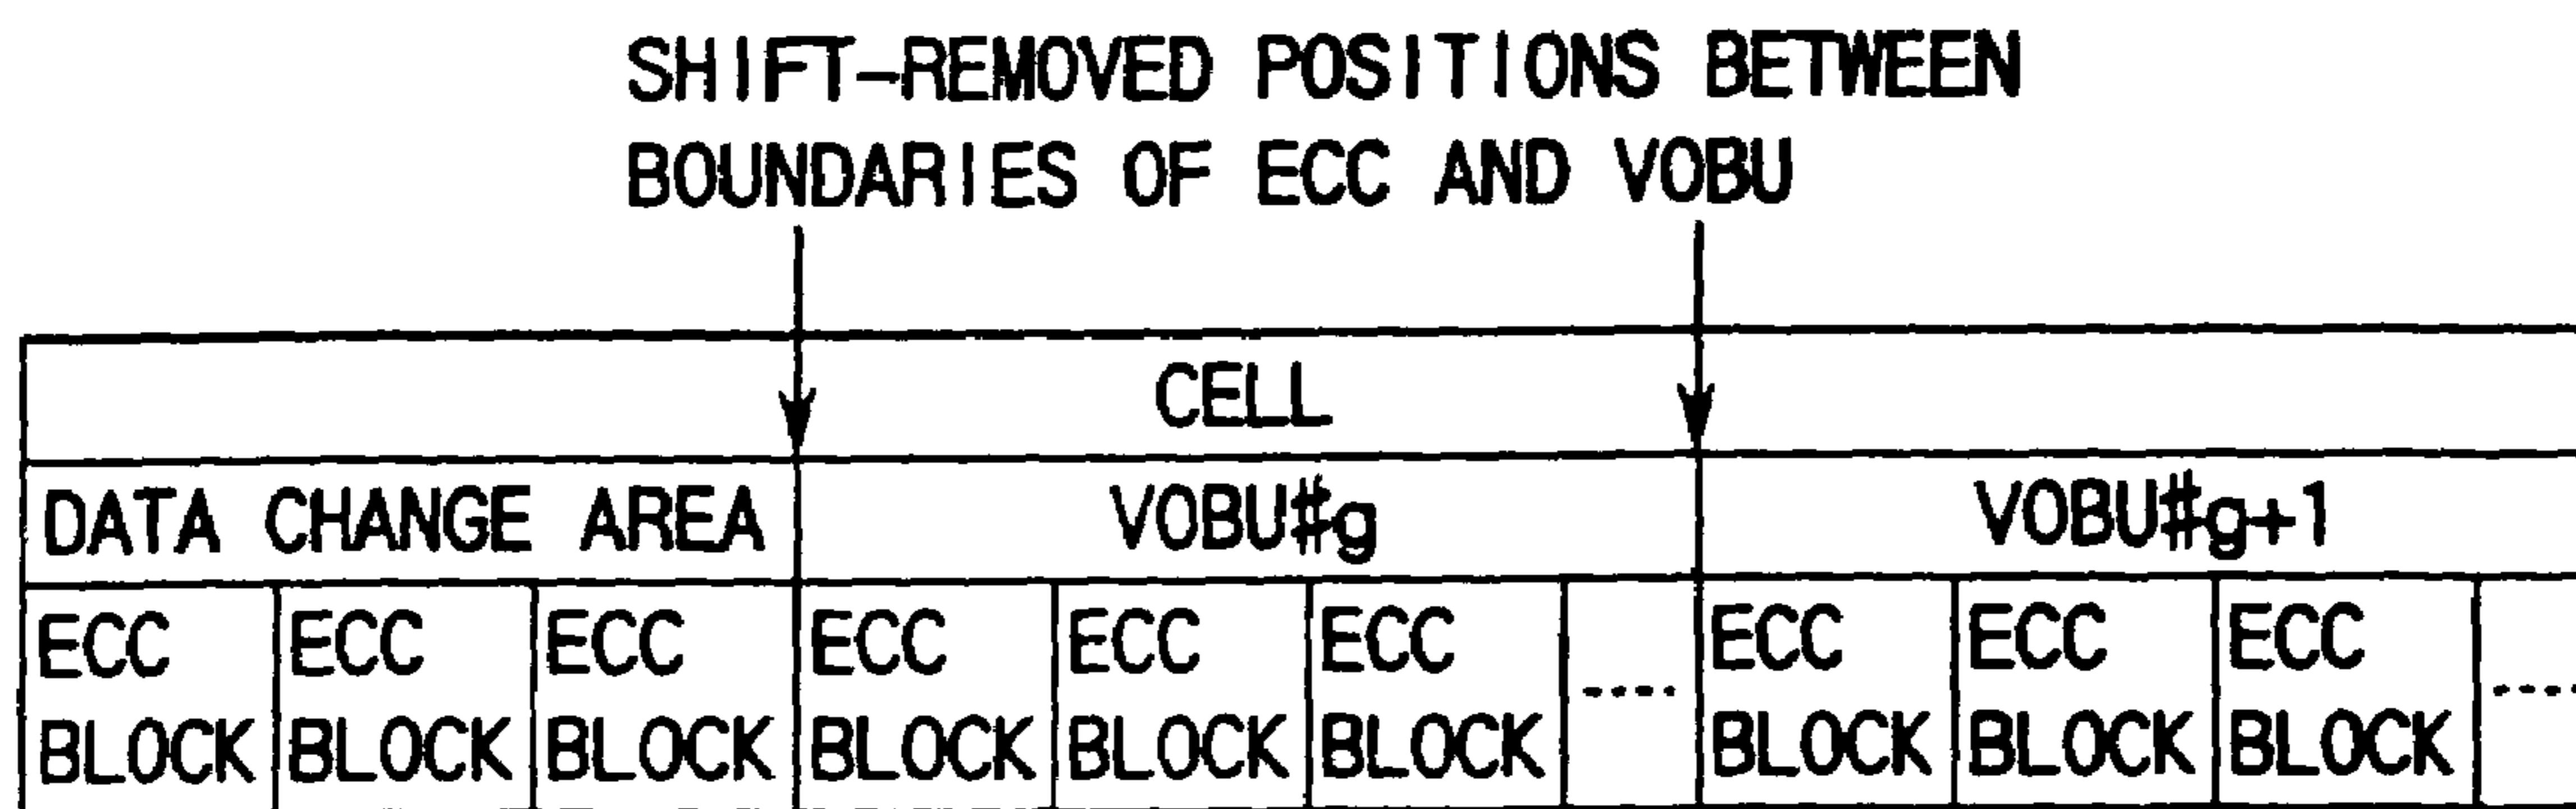 SHIFT-REMOVED POSITIONS BETWEEN
BOUNDARIES OF ECC AND VOBU
CELL
DATA CHANGE AREA VOBU#g VOBU#g+1
ECC ECC ECC ECC ECC ECC ..... ECC ECC ECC ....
BLOCK BLOCK BLOCK BLOCK BLOCK BLOCK BLOCK BLOCK BLOCK